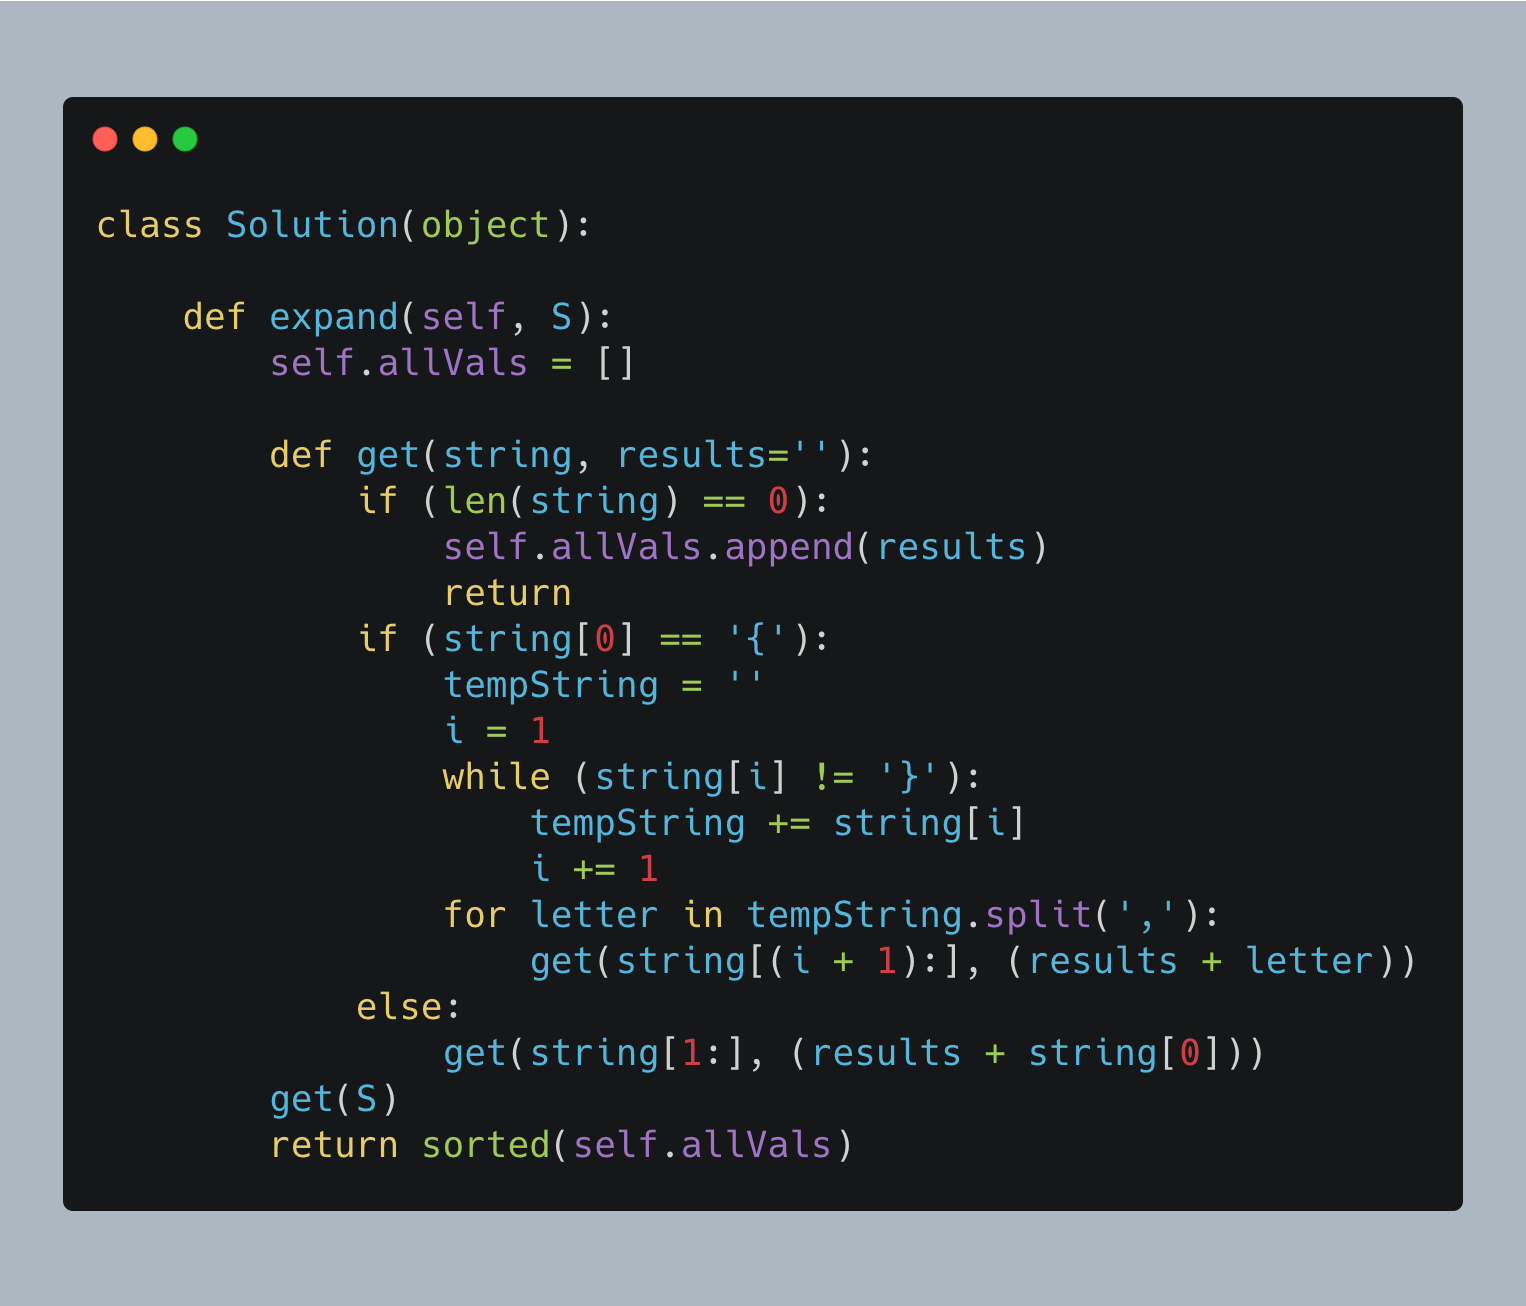 class Solution(object):

    def expand(self, S):
        self.allVals = []

        def get(string, results=''):
            if (len(string) == 0):
                self.allVals.append(results)
                return
            if (string[0] == '{'):
                tempString = ''
                i = 1
                while (string[i] != '}'):
                    tempString += string[i]
                    i += 1
                for letter in tempString.split(','):
                    get(string[(i + 1):], (results + letter))
            else:
                get(string[1:], (results + string[0]))
        get(S)
        return sorted(self.allVals)